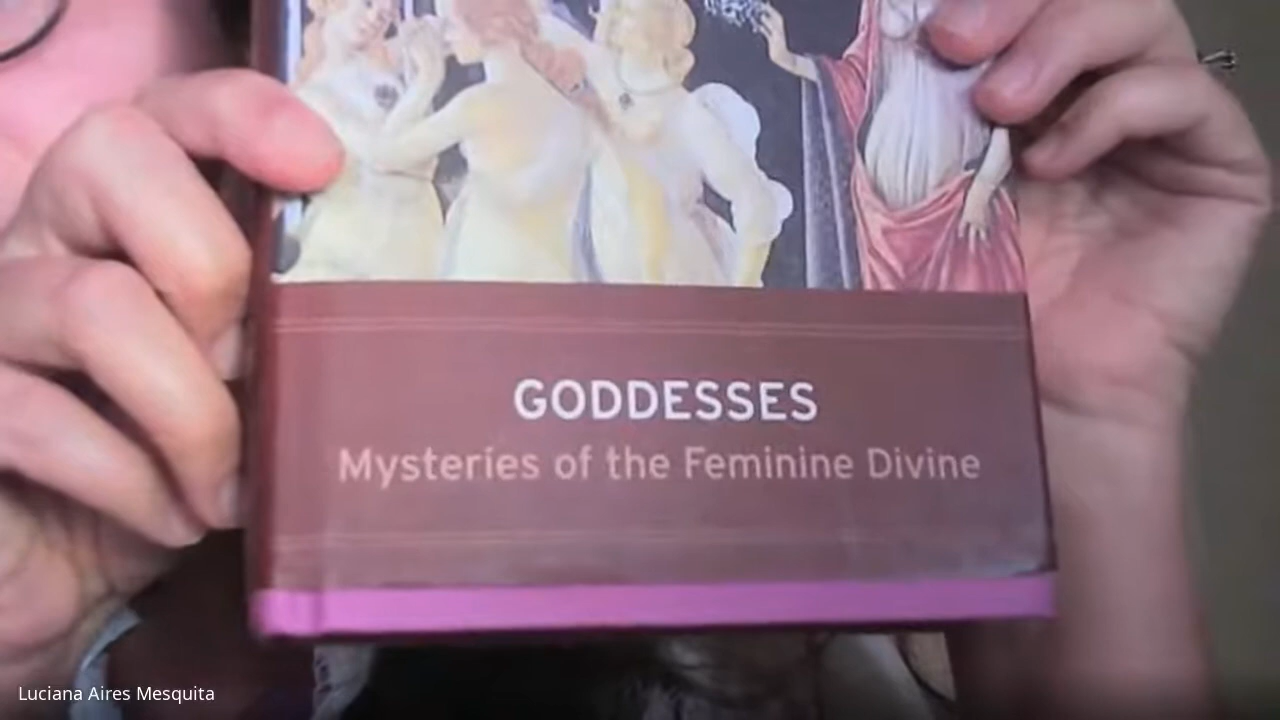 GODDESSES
Mysteries of the Feminine Divine
Luciana Aires Mesquita